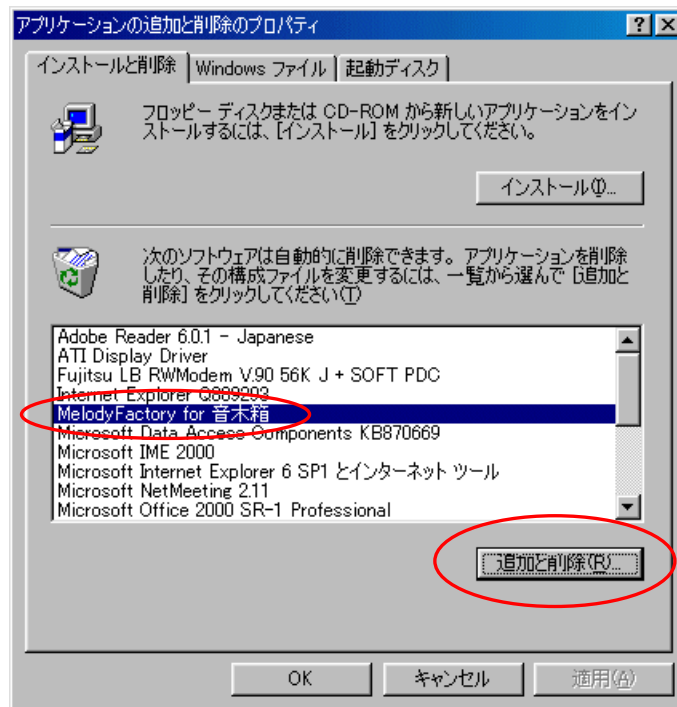 アプリケーションの追加と削除のプロパティ
インストールと削除 Windows ファイル 起動ディスク
フロッピー ディスクまたは CD-ROM から新しいアプリケーションをイン
ストールするには、[インストール] をクリックしてください。
インストール(I)...
次のソフトウェアは自動的に削除できます。アプリケーションを削除
したり、その構成ファイルを変更するには、一覧から選んで [追加と
削除] をクリックしてください(T)
Adobe Reader 6.0.1 - Japanese
ATI Display Driver
Fujitsu LB RWModem V.90 56K J + SOFT PDC
Internet Explorer Q889293
MelodyFactory for 音木箱
Microsoft Data Access Components KB870669
Microsoft IME 2000
Microsoft Internet Explorer 6 SP1 とインターネット ツール
Microsoft NetMeeting 2.11
Microsoft Office 2000 SR-1 Professional
追加と削除(R)...
OK キャンセル 適用(A)